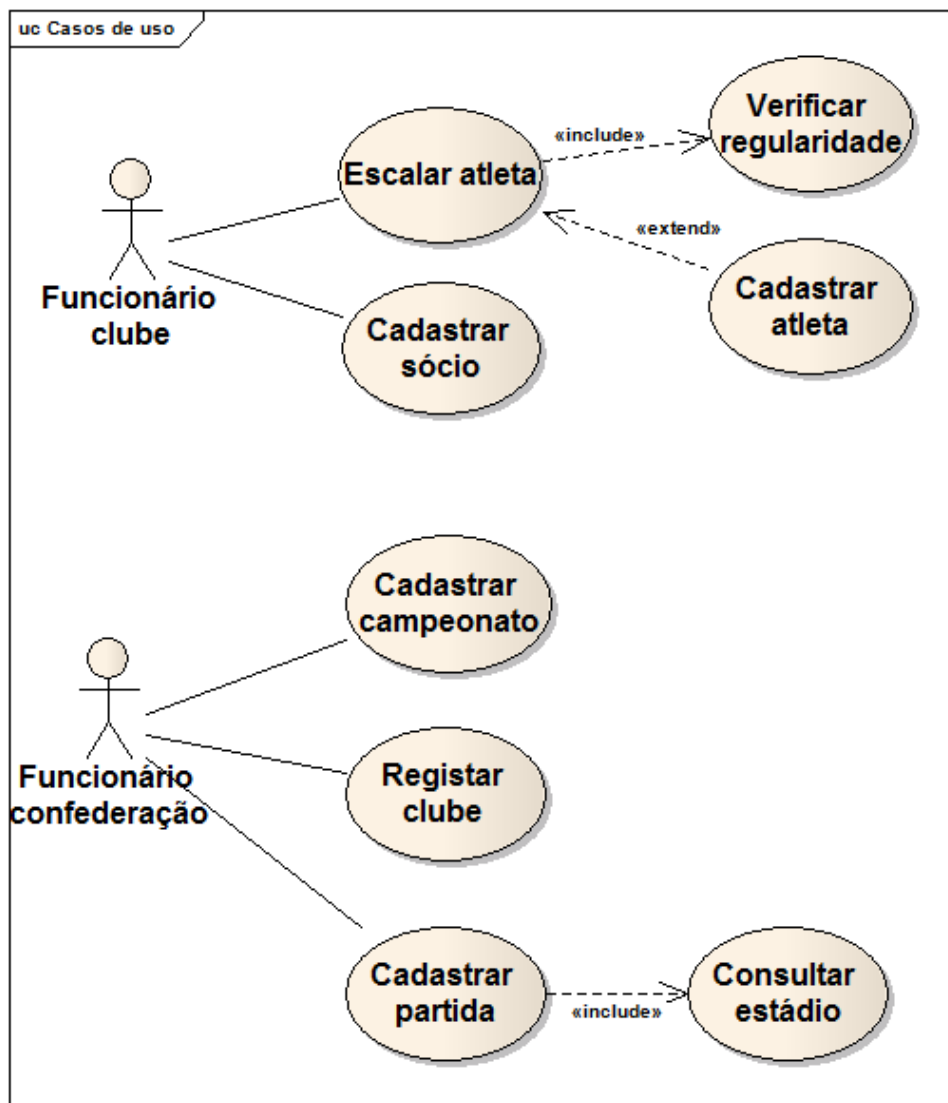 uc Casos de uso
Verificar
regularidade
«include»
Escalar atleta
«extend»
Cadastrar
atleta
Funcionário
clube
Cadastrar
sócio
Cadastrar
campeonato
Funcionário
confederação
Registar
clube
Cadastrar
partida
«include»
Consultar
estádio